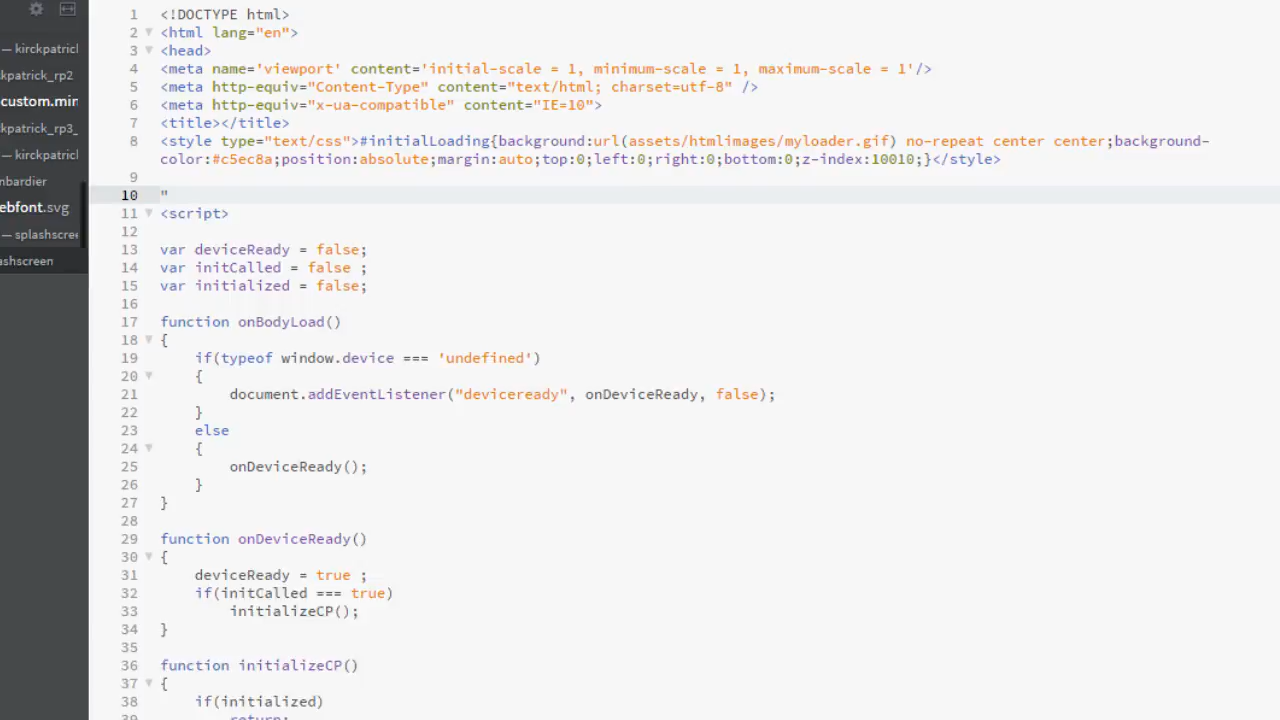 — kirckpatric
kpatrick_rp2
custom.min
kpatrick_rp3_
— kirckpatric
nbardier
ebfont.svg
— splashscree
ashscreen
1 <!DOCTYPE html>
2 <html lang="en">
3 <head>
4 <meta name='viewport' content='initial-scale = 1, minimum-scale = 1, maximum-scale = 1'/>
5 <meta http-equiv="Content-Type" content="text/html; charset=utf-8" />
6 <meta http-equiv="x-ua-compatible" content="IE=10">
7 <title></title>
8 <style type="text/css">#initialLoading{background:url(assets/htmlimages/myloader.gif) no-repeat center center;background-
color:#c5ec8a;position:absolute;margin:auto;top:0;left:0;right:0;bottom:0;z-index:10010;}</style>
9
10 "
11 <script>
12
13 var deviceReady = false;
14 var initCalled = false ;
15 var initialized = false;
16
17 function onBodyLoad()
18 {
19 if(typeof window.device === 'undefined')
20 {
21 document.addEventListener("deviceready", onDeviceReady, false);
22 }
23 else
24 {
25 onDeviceReady();
26 }
27 }
28
29 function onDeviceReady()
30 {
31 deviceReady = true ;
32 if(initCalled === true)
33 initializeCP();
34 }
35
36 function initializeCP()
37 {
38 if(initialized)
39 return;